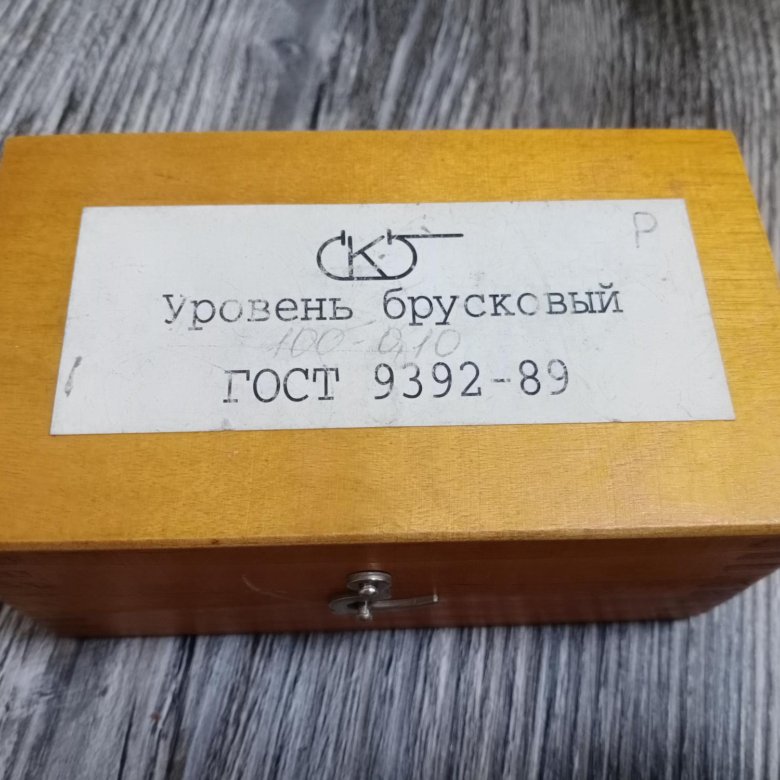 Р
СКБ
Уровень брусковый
100-0,10
ГОСТ 9392-89